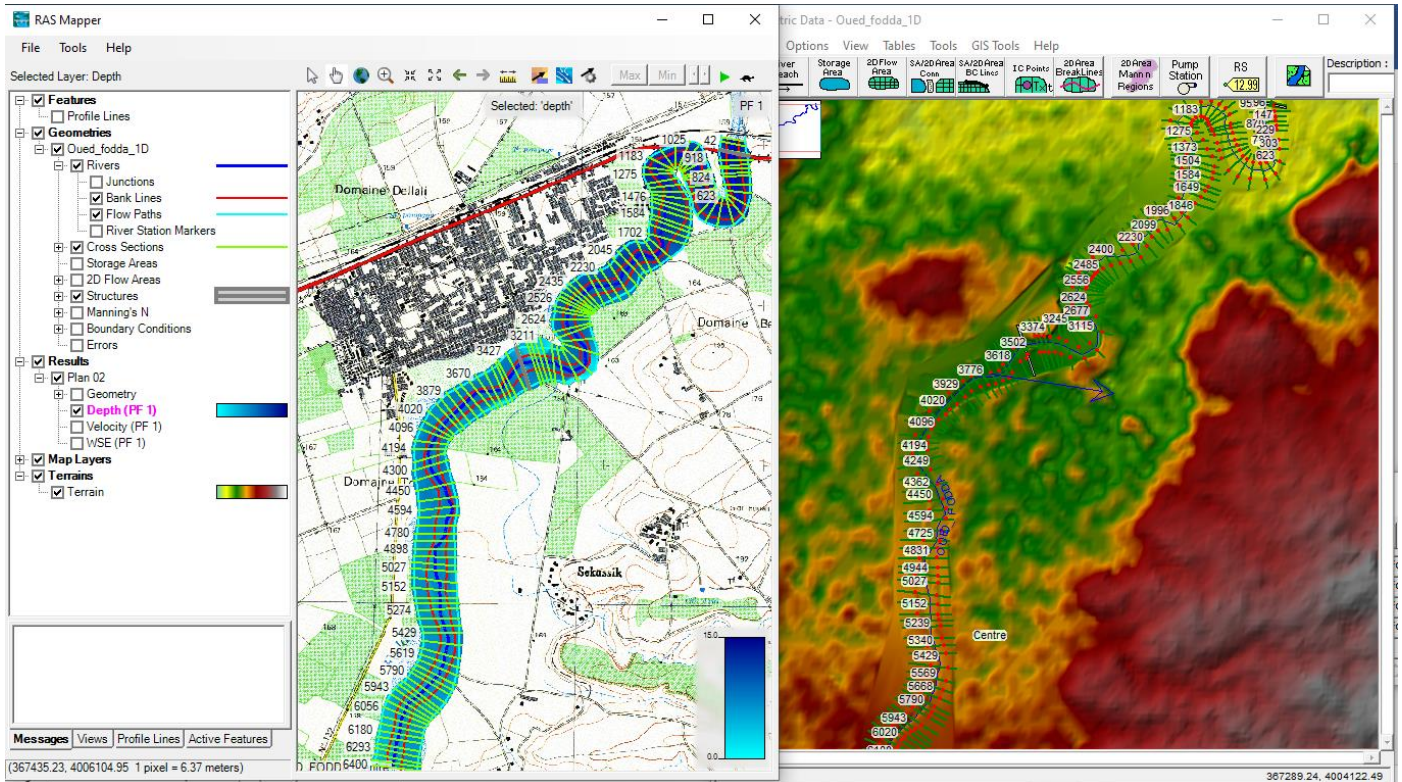 RAS Mapper
File Tools Help
Selected Layer: Depth
Max Min
Features
Profile Lines
Geometries
Oued_fodda_1D
Rivers
Junctions
Bank Lines
Flow Paths
River Station Markers
Cross Sections
Storage Areas
2D Flow Areas
Structures
Manning's N
Boundary Conditions
Errors
Results
Plan 02
Geometry
Depth (PF 1)
Velocity (PF 1)
WSE (PF 1)
Map Layers
Terrains
Terrain
Messages Views Profile Lines Active Features
(367435.23, 4006104.95 1 pixel = 6.37 meters)
Selected: 'depth'
PF 1
Domaine Dellali
1025
42
1183
918
1275
824
1476
623
1584
1702
2045
2230
2435
2526
2624
3211
3427
3670
3879
4020
4096
4194
4300
4450
4594
4780
4898
5027
5152
5274
5429
5619
5790
5943
6056
6180
6293
6400
164
Sekassik
15.0
0.0
tric Data - Oued_fodda_1D
Options View Tables Tools GIS Tools Help
Storage Area
2D Flow Area
SA/2D Area Conn
SA/2D Area BC Lines
IC Points
2D Area BreakLines
2D Area Mann n Regions
Pump Station
RS
12.99
Description :
1183
1275
147
229
303
623
1373
1504
1584
1649
1846
1996
2099
2230
2400
2485
2556
2624
2677
3245
3115
3374
3502
3618
3776
3929
4020
4096
4194
4249
4362
4450
4594
4725
4831
4944
5027
5152
5239
5340
5429
5569
5668
5790
5943
6020
OUED FODDA
Centre
367289.24, 4004122.49